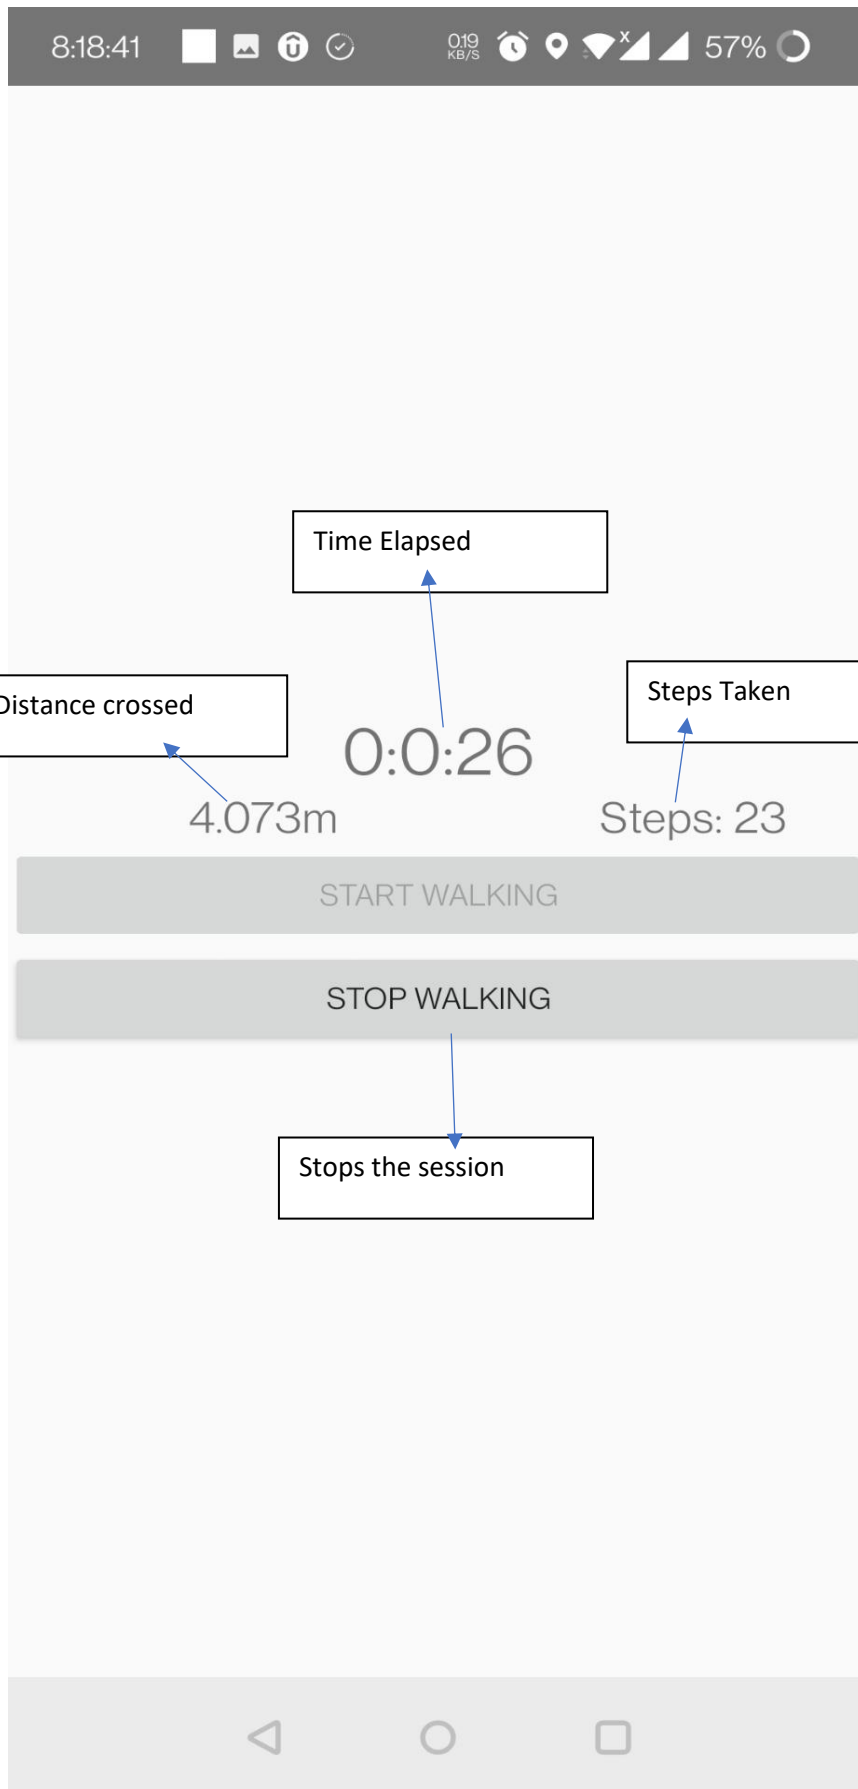 8:18:41
0.19
KB/S
57%
Time Elapsed
Distance crossed
Steps Taken
0:0:26
4.073m
Steps: 23
START WALKING
STOP WALKING
Stops the session